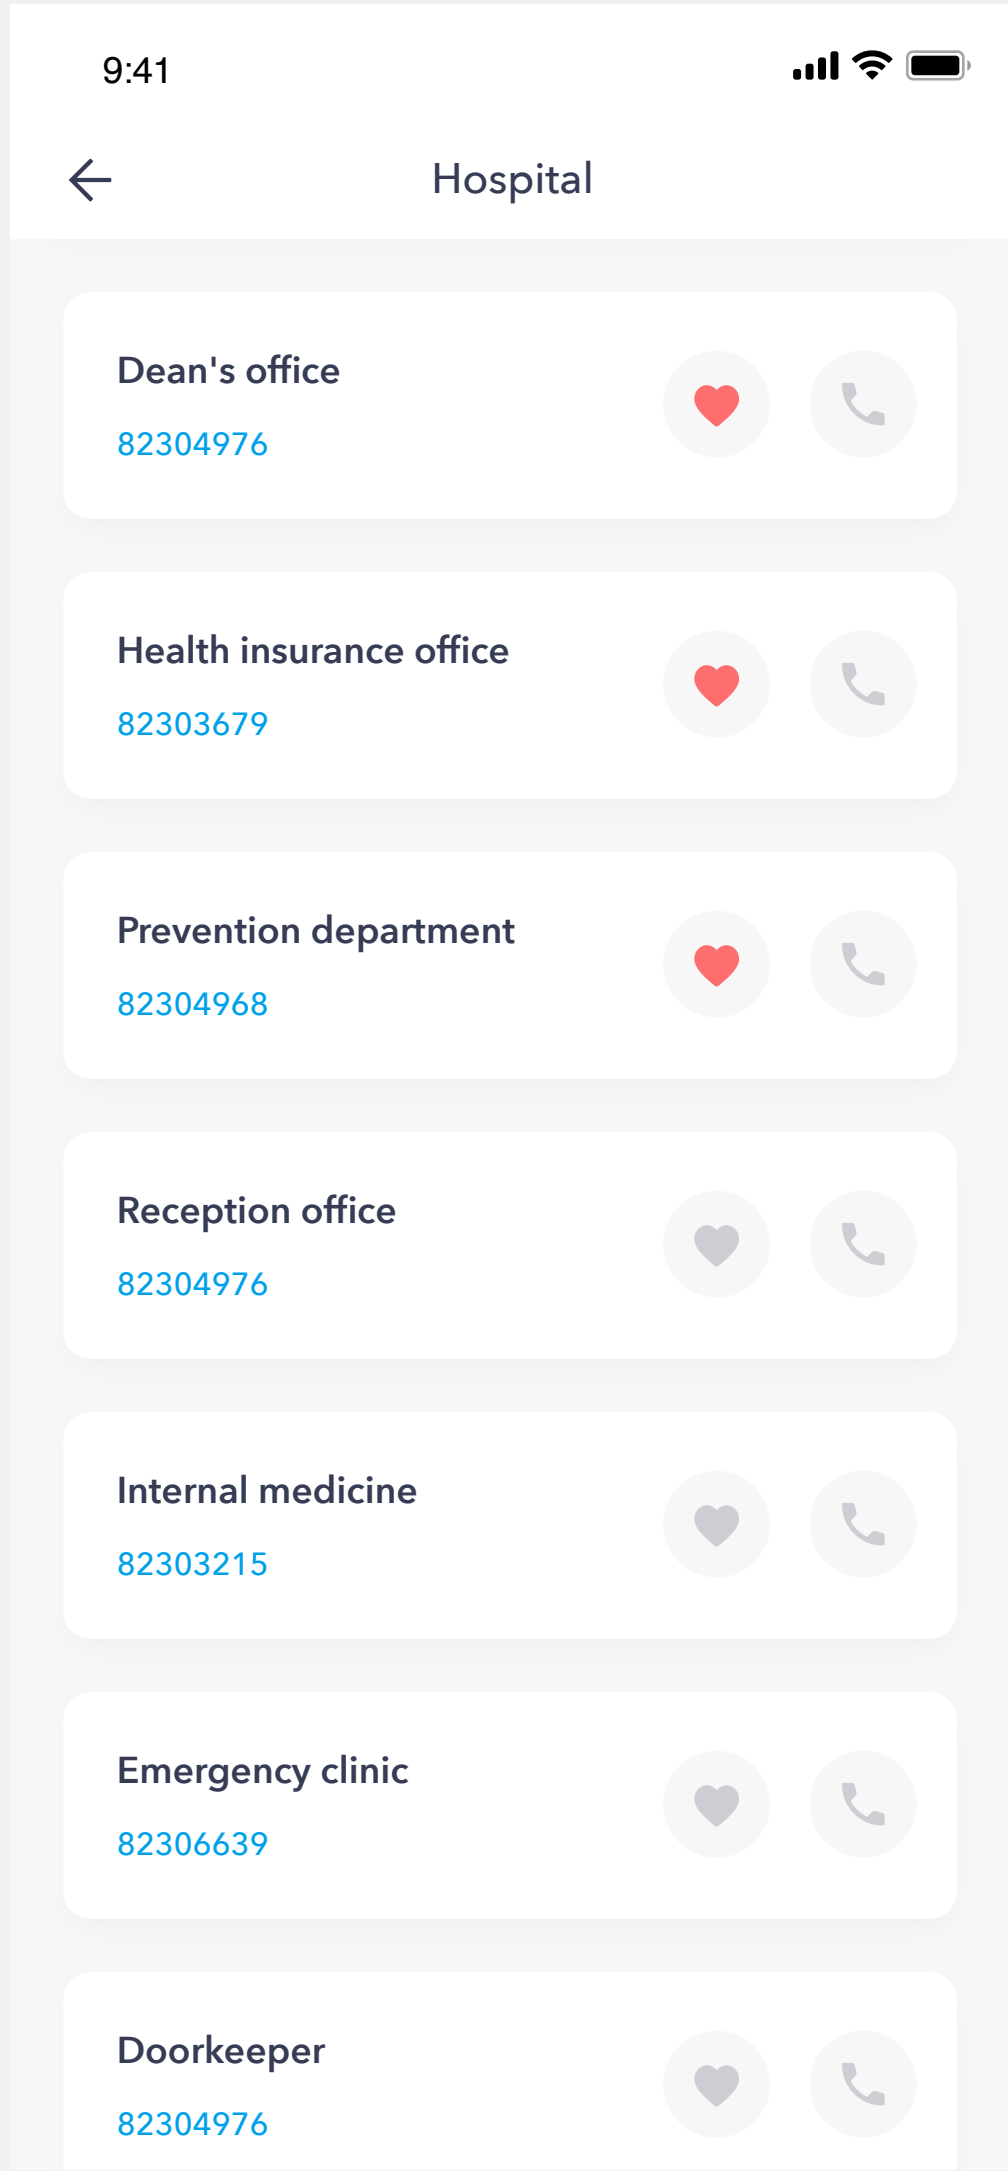 9:41
Hospital
Dean's office
82304976
Health insurance office
82303679
Prevention department
82304968
Reception office
82304976
Internal medicine
82303215
Emergency clinic
82306639
Doorkeeper
82304976